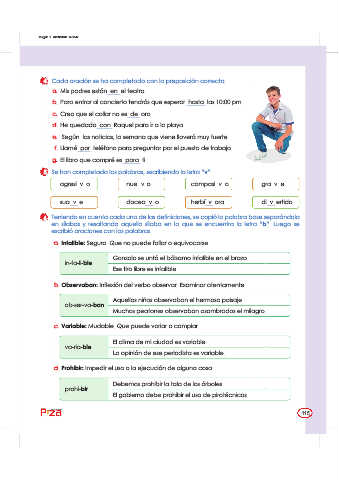 Cada oración se ha completado con la preposición correcta
a. Mis padres están en el teatro
b. Para entrar al concierto tendrás que esperar hasta las 10:00 pm
c. Creo que el collar no es de oro
d. He quedado con Raquel para ir a la playa
e. Según las noticias, la semana que viene lloverá muy fuerte
f. Llamé por teléfono para preguntar por el puesto de trabajo
g. El libro que compré es para ti
Se han completado las palabras, escribiendo la letra "v"
agresi v o nue v o composi v o gra v e
sua v e docea v o herbí v ora di v ertido
Teniendo en cuenta cada una de las definiciones, se copió la palabra base separándola
en sílabas y resaltando aquella sílaba en la que se encuentra la letra "b". Luego se
escribió oraciones con las palabras
a. Infalible: Seguro Que no puede fallar o equivocarse
in-fa-li-ble
Gonzalo se untó el bálsamo infalible en el brazo
Ese tiro libre es infalible
b. Observaban: Inflexión del verbo observar Examinar atentamente
ob-ser-va-ban
Aquellos niños observaban el hermoso paisaje
Muchos peatones observaban asombrados el milagro
c. Variable: Mudable Que puede variar o cambiar
va-ria-ble
El clima de mi ciudad es variable
La opinión de ese periodista es variable
d. Prohibir: Impedir el uso o la ejecución de alguna cosa
prohi-bir
Debemos prohibir la tala de los árboles
El gobierno debe prohibir el uso de pirotécnicos